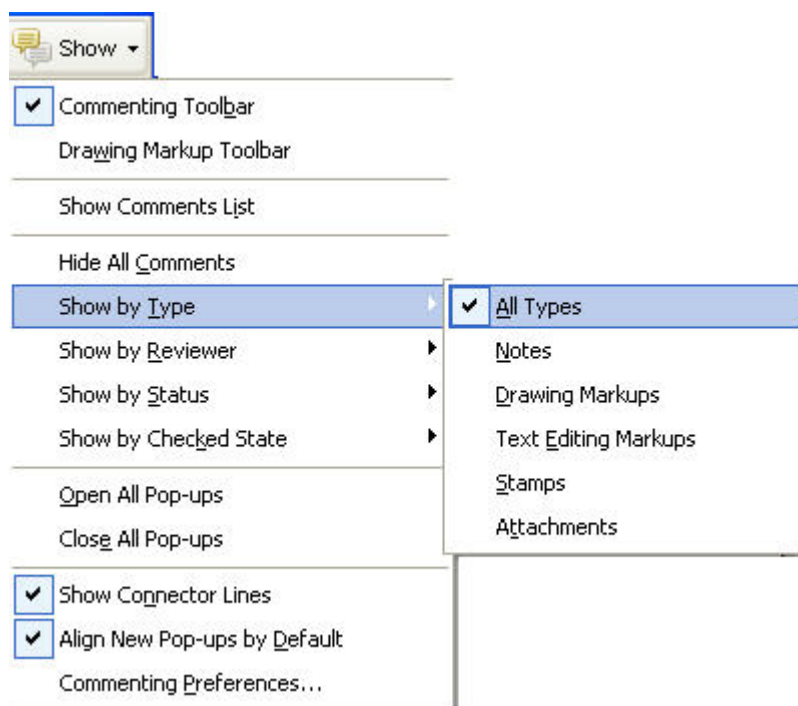 Show
Commenting Toolbar
Drawing Markup Toolbar
Show Comments List
Hide All Comments
Show by Type
Show by Reviewer
Show by Status
Show by Checked State
Open All Pop-ups
Close All Pop-ups
Show Connector Lines
Align New Pop-ups by Default
Commenting Preferences...
All Types
Notes
Drawing Markups
Text Editing Markups
Stamps
Attachments